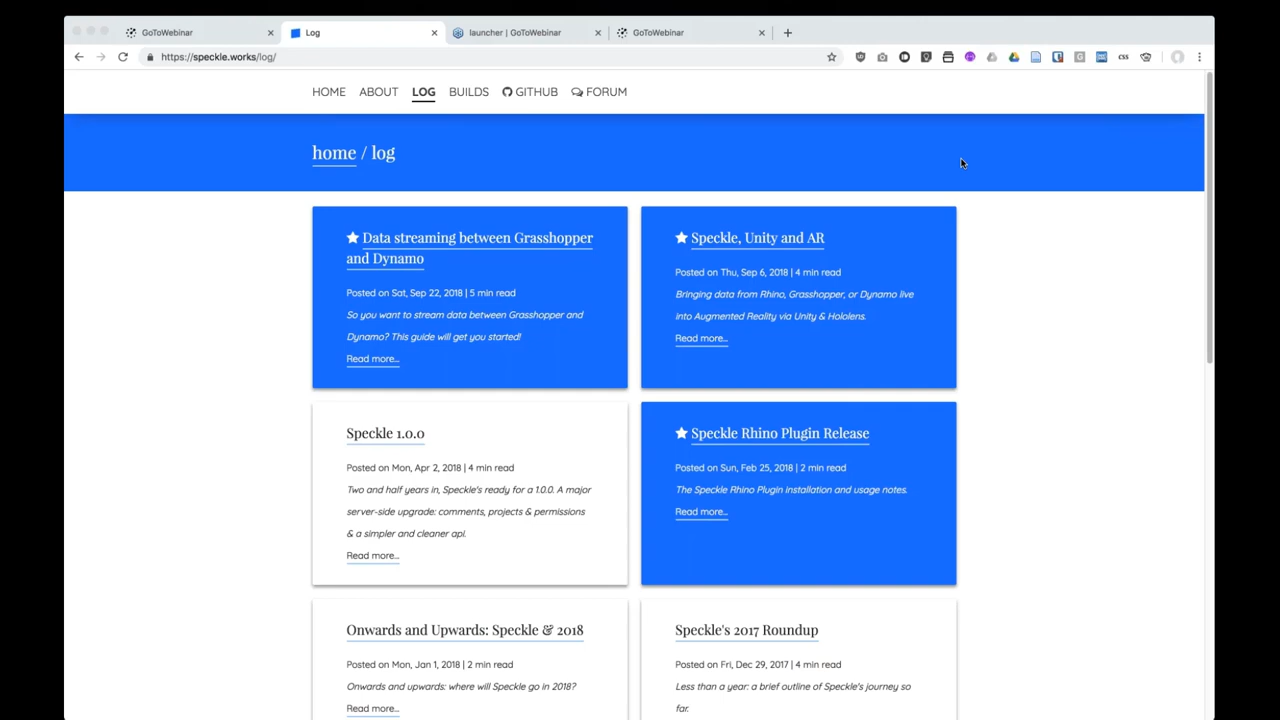 GoToWebinar
Log
launcher | GoToWebinar
GoToWebinar
https://speckle.works/log/
css
HOME ABOUT LOG BUILDS GITHUB FORUM
home / log
Data streaming between Grasshopper
and Dynamo
Posted on Sat, Sep 22, 2018 | 5 min read
So you want to stream data between Grasshopper and
Dynamo? This guide will get you started!
Read more...
Speckle, Unity and AR
Posted on Thu, Sep 6, 2018 | 4 min read
Bringing data from Rhino, Grasshopper, or Dynamo live
into Augmented Reality via Unity & Hololens.
Read more...
Speckle 1.0.0
Posted on Mon, Apr 2, 2018 | 4 min read
Two and half years in, Speckle's ready for a 1.0.0. A major
server-side upgrade: comments, projects & permissions
& a simpler and cleaner api.
Read more...
Speckle Rhino Plugin Release
Posted on Sun, Feb 25, 2018 | 2 min read
The Speckle Rhino Plugin installation and usage notes.
Read more...
Onwards and Upwards: Speckle & 2018
Posted on Mon, Jan 1, 2018 | 2 min read
Onwards and upwards: where will Speckle go in 2018?
Read more...
Speckle's 2017 Roundup
Posted on Fri, Dec 29, 2017 | 4 min read
Less than a year: a brief outline of Speckle's journey so
far.